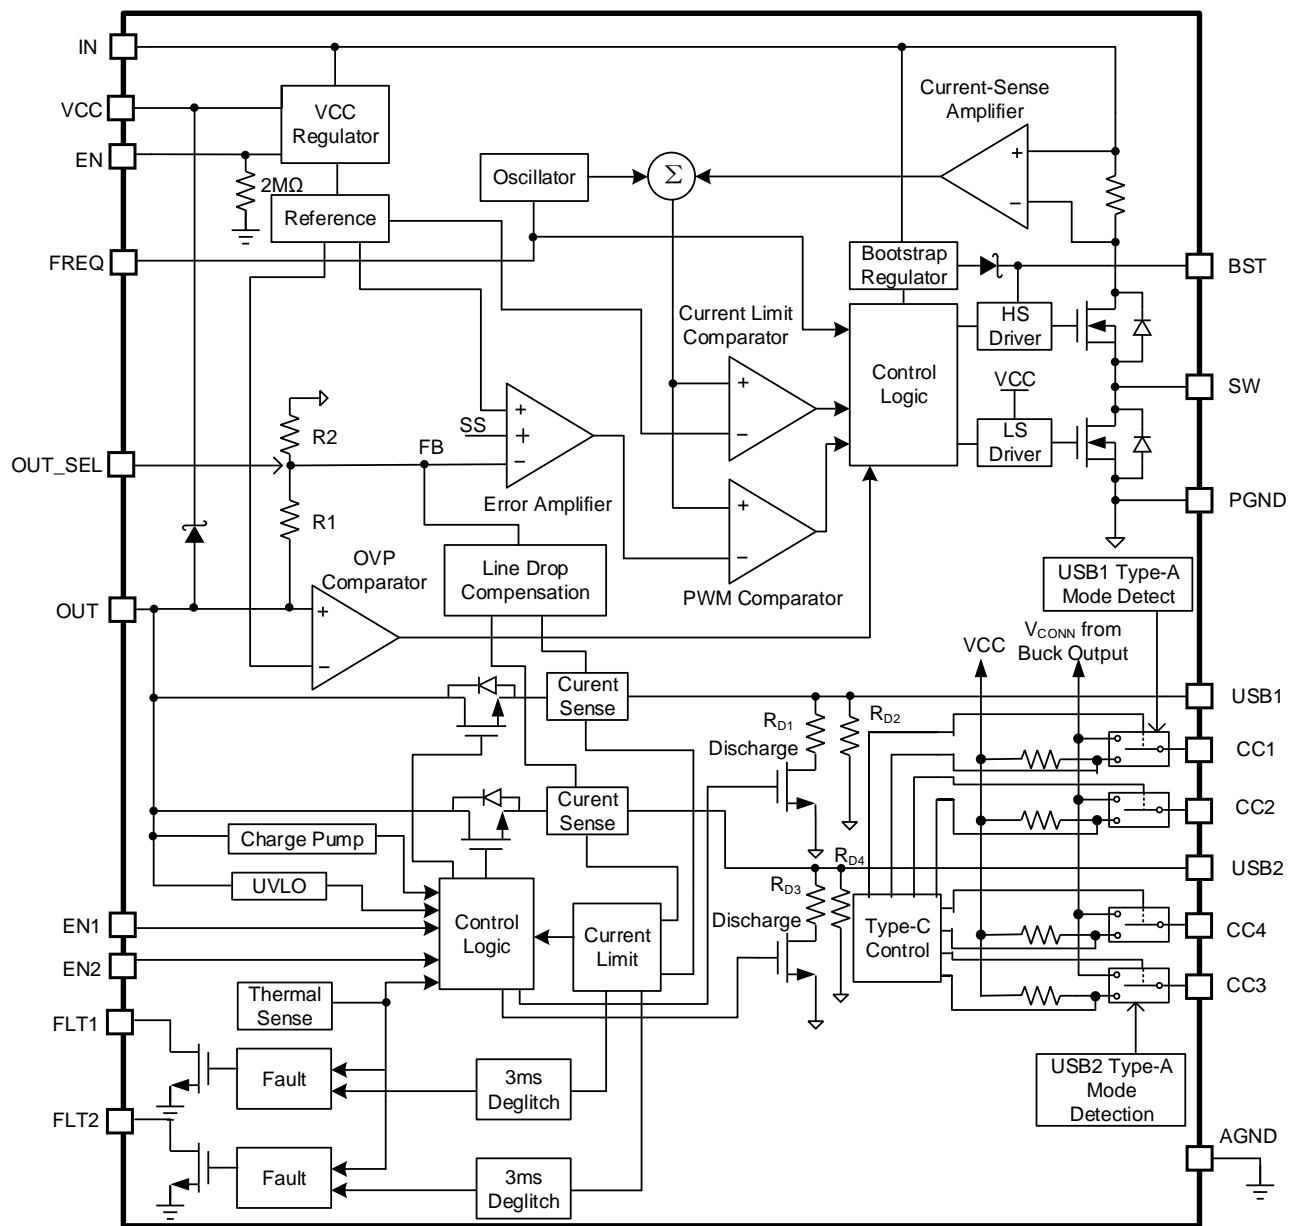 IN
VCC
EN
FREQ
OUT_SEL
OUT
EN1
EN2
FLT1
FLT2
VCC
Regulator
2MΩ
Reference
Oscillator
Σ
Current-Sense
Amplifier
+
−
Bootstrap
Regulator
BST
HS
Driver
Current Limit
Comparator
+
−
Control
Logic
VCC
SW
LS
Driver
R2
SS
+
+
−
FB
Error Amplifier
R1
+
−
PWM Comparator
PGND
OVP
Comparator
+
−
Line Drop
Compensation
USB1 Type-A
Mode Detect
VCC
VCONN from
Buck Output
Curent
Sense
USB1
RD1
RD2
Discharge
CC1
Curent
Sense
CC2
Charge Pump
RD4
USB2
UVLO
RD3
Discharge
Control
Logic
Current
Limit
Type-C
Control
CC4
CC3
Thermal
Sense
Fault
3ms
Deglitch
USB2 Type-A
Mode
Detection
Fault
3ms
Deglitch
AGND